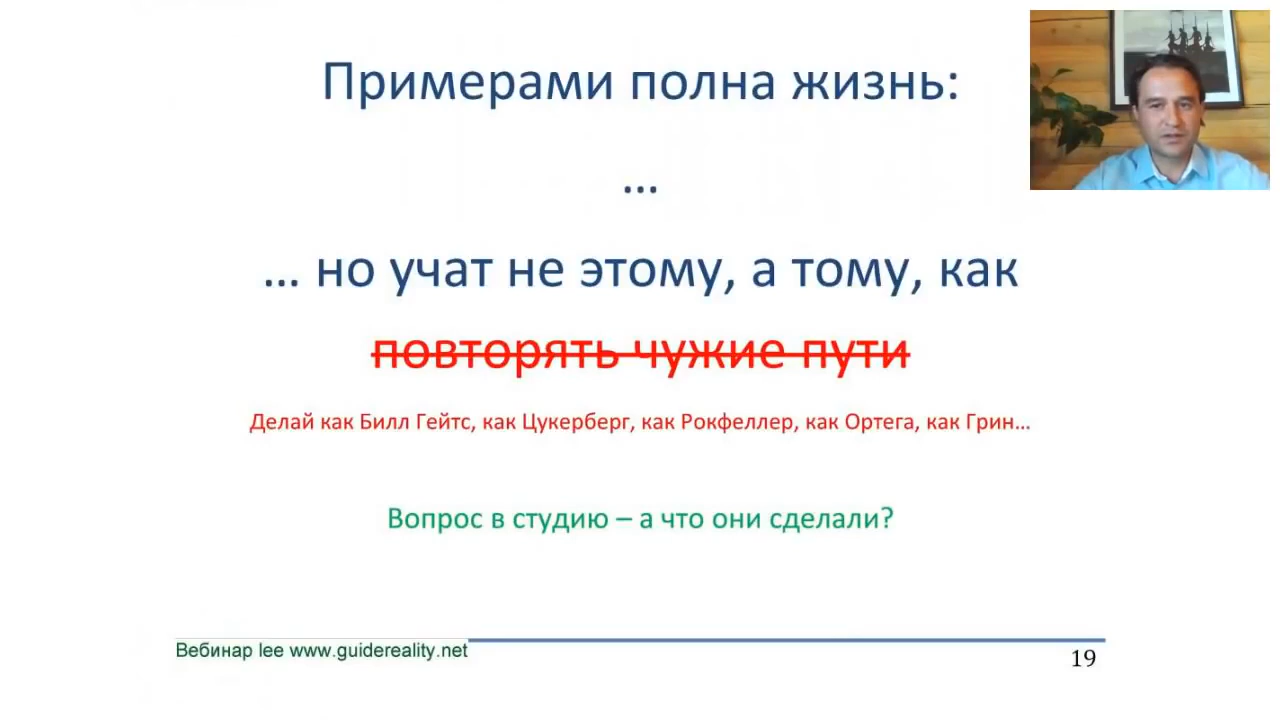 Примерами полна жизнь:
...
... но учат не этому, а тому, как
повторять чужие пути
Делай как Билл Гейтс, как Цукерберг, как Рокфеллер, как Ортега, как Грин...
Вопрос в студию – а что они сделали?
Вебинар lee www.guidereality.net
19